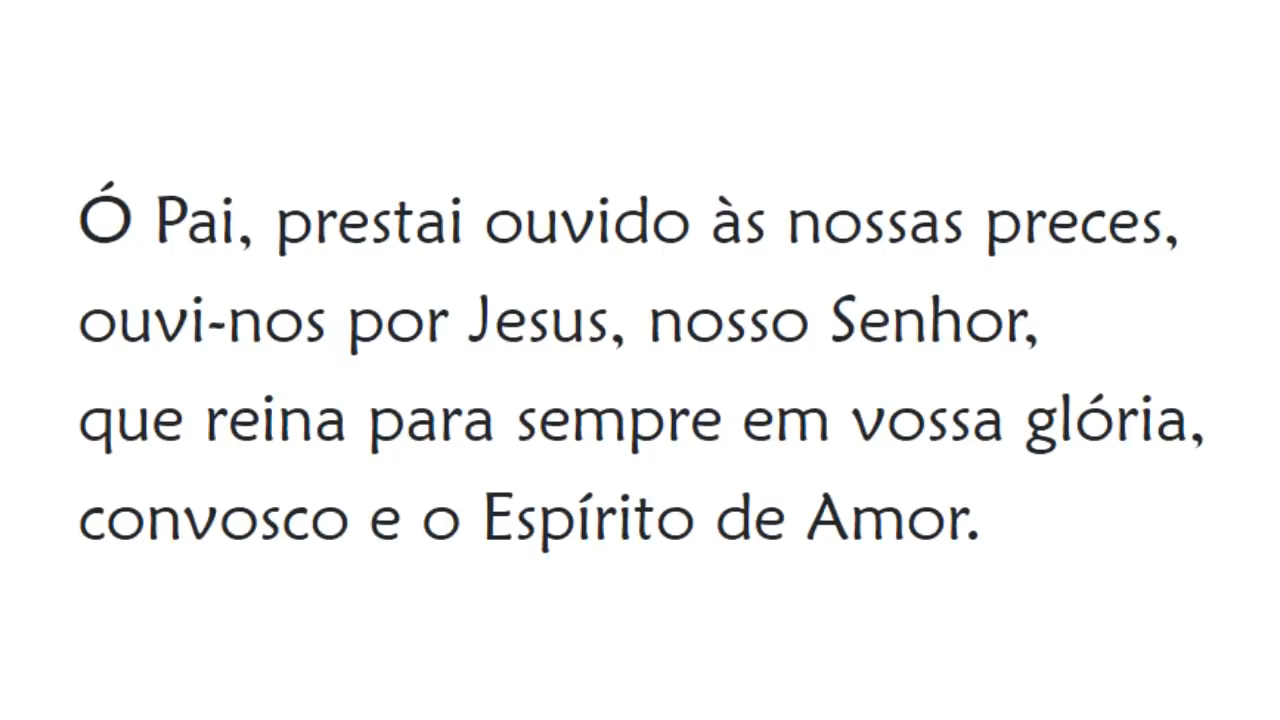 Ó Pai, prestai ouvido às nossas preces,
ouvi-nos por Jesus, nosso Senhor,
que reina para sempre em vossa glória,
convosco e o Espírito de Amor.